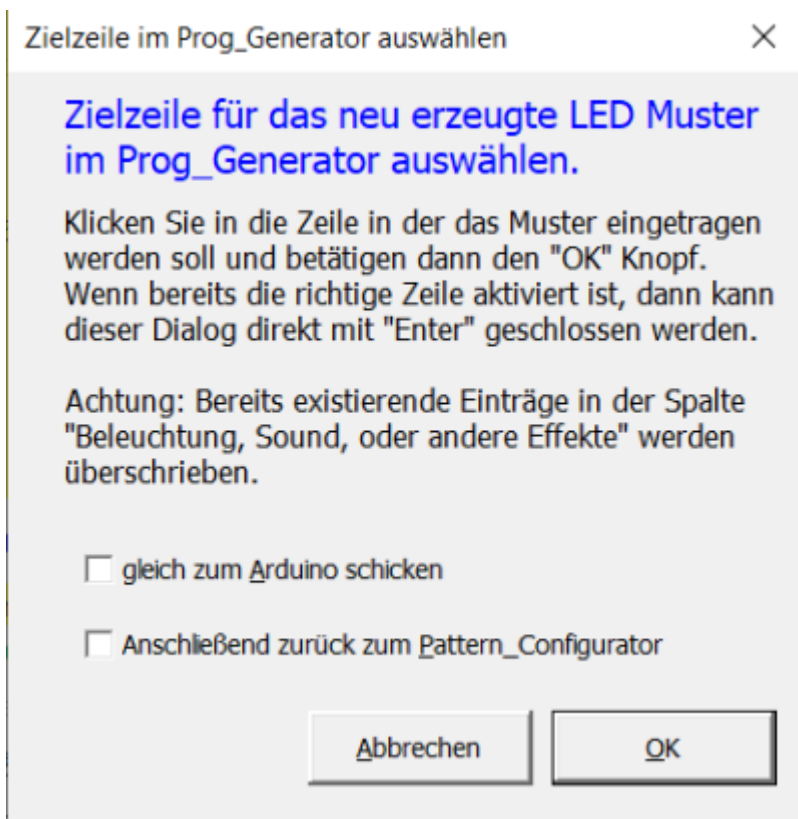 Zielzeile im Prog_Generator auswählen
Zielzeile für das neu erzeugte LED Muster
im Prog_Generator auswählen.
Klicken Sie in die Zeile in der das Muster eingetragen
werden soll und betätigen dann den "OK" Knopf.
Wenn bereits die richtige Zeile aktiviert ist, dann kann
dieser Dialog direkt mit "Enter" geschlossen werden.
Achtung: Bereits existierende Einträge in der Spalte
"Beleuchtung, Sound, oder andere Effekte" werden
überschrieben.
gleich zum Arduino schicken
Anschließend zurück zum Pattern_Configurator
Abbrechen
OK